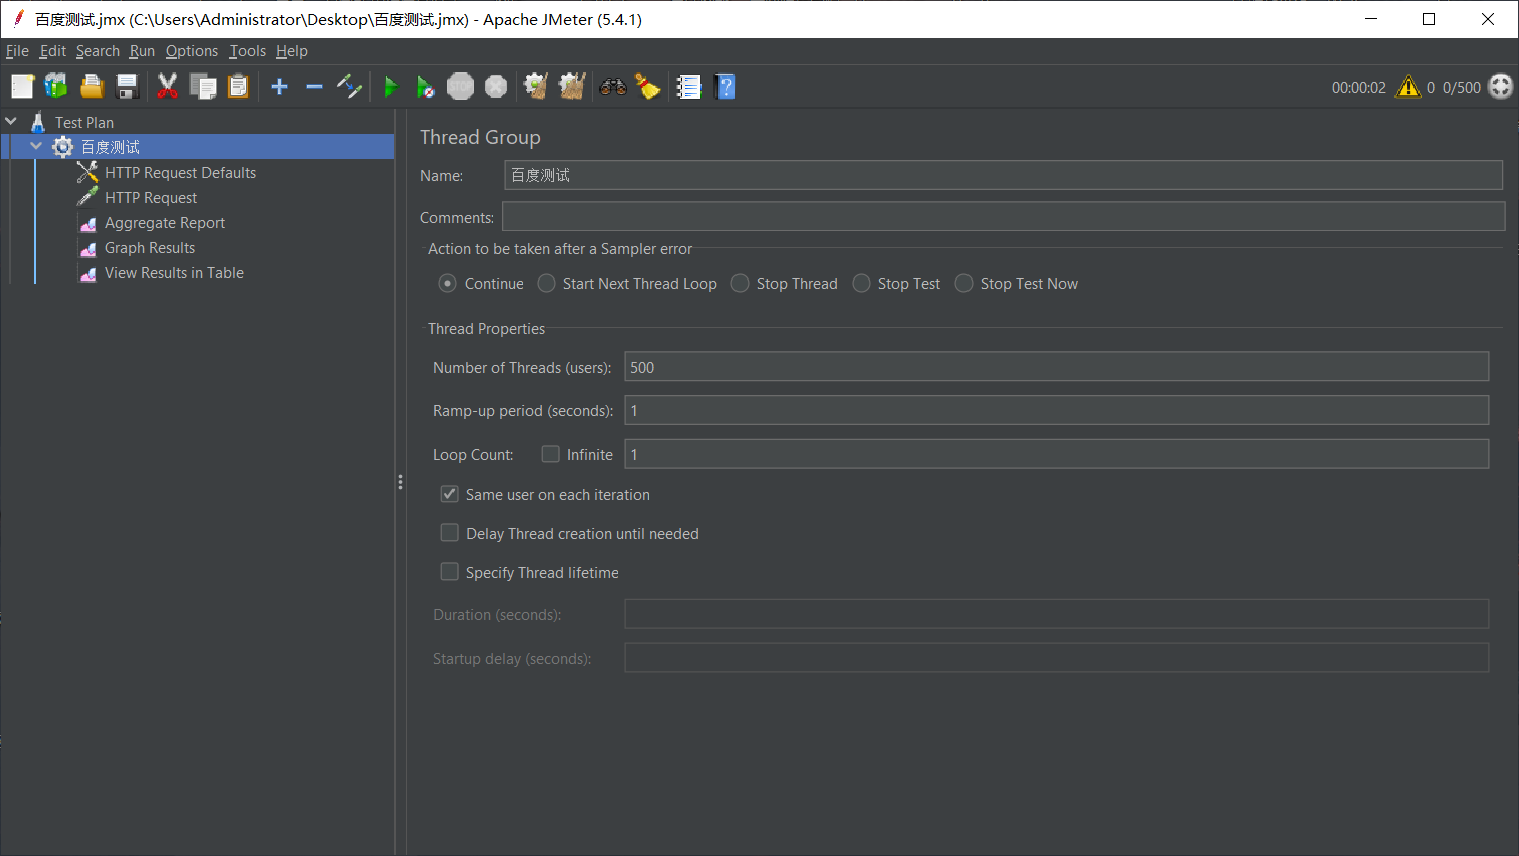 百度测试.jmx (C:\Users\Administrator\Desktop\百度测试.jmx) - Apache JMeter (5.4.1)
File Edit Search Run Options Tools Help
STOP
?
00:00:02 0 0/500
Test Plan
百度测试
HTTP Request Defaults
HTTP Request
Aggregate Report
Graph Results
View Results in Table
Thread Group
Name: 百度测试
Comments:
Action to be taken after a Sampler error
Continue Start Next Thread Loop Stop Thread Stop Test Stop Test Now
Thread Properties
Number of Threads (users): 500
Ramp-up period (seconds): 1
Loop Count: Infinite 1
Same user on each iteration
Delay Thread creation until needed
Specify Thread lifetime
Duration (seconds):
Startup delay (seconds):